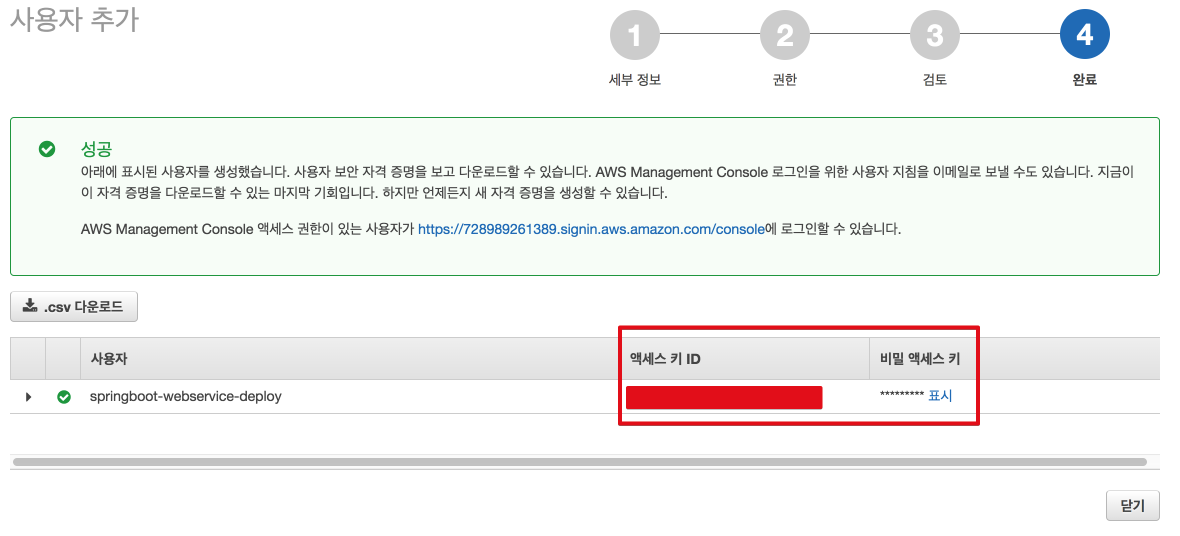 사용자 추가
1 2 3 4
세부 정보 권한 검토 완료
성공
아래에 표시된 사용자를 생성했습니다. 사용자 보안 자격 증명을 보고 다운로드할 수 있습니다. AWS Management Console 로그인을 위한 사용자 지침을 이메일로 보낼 수도 있습니다. 지금이
이 자격 증명을 다운로드할 수 있는 마지막 기회입니다. 하지만 언제든지 새 자격 증명을 생성할 수 있습니다.
AWS Management Console 액세스 권한이 있는 사용자가 https://728989261389.signin.aws.amazon.com/console에 로그인할 수 있습니다.
.csv 다운로드
사용자 액세스 키 ID 비밀 액세스 키
springboot-webservice-deploy ********* 표시
닫기